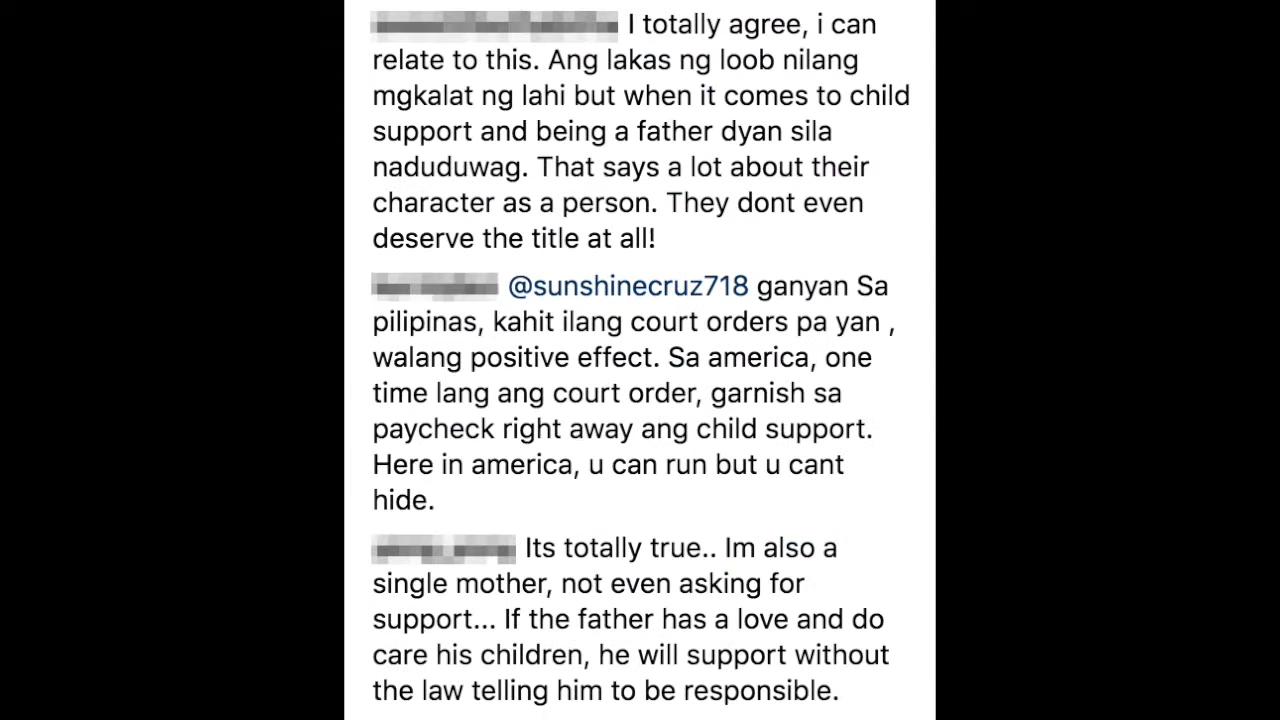 I totally agree, i can
relate to this. Ang lakas ng loob nilang
mgkalat ng lahi but when it comes to child
support and being a father dyan sila
naduduwag. That says a lot about their
character as a person. They dont even
deserve the title at all!
@sunshinecruz718 ganyan Sa
pilipinas, kahit ilang court orders pa yan ,
walang positive effect. Sa america, one
time lang ang court order, garnish sa
paycheck right away ang child support.
Here in america, u can run but u cant
hide.
Its totally true.. Im also a
single mother, not even asking for
support... If the father has a love and do
care his children, he will support without
the law telling him to be responsible.